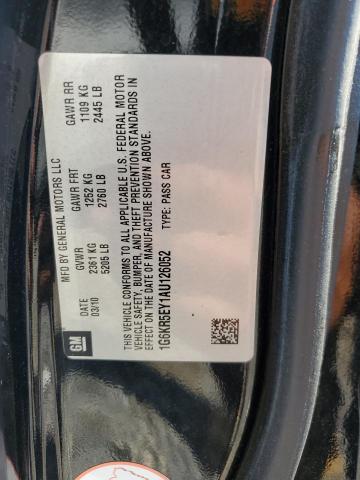 MFD BY GENERAL MOTORS LLC
DATE GVWR GAWR FRT GAWR RR
03/10 2361 KG 1252 KG 1109 KG
5205 LB 2760 LB 2445 LB
THIS VEHICLE CONFORMS TO ALL APPLICABLE U.S. FEDERAL MOTOR
VEHICLE SAFETY, BUMPER, AND THEFT PREVENTION STANDARDS IN
EFFECT ON THE DATE OF MANUFACTURE SHOWN ABOVE.
1G6KR5EY1AU126052 TYPE: PASS CAR
GM